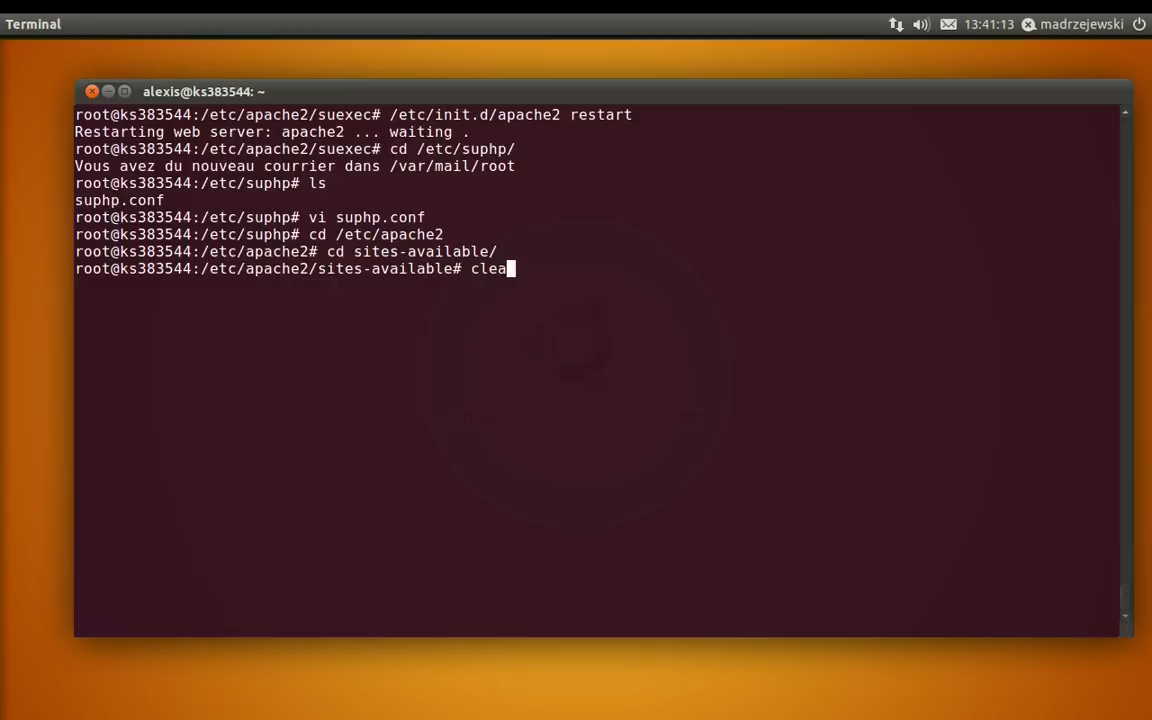 Terminal
13:41:13 madrzejewski
alexis@ks383544: ~
root@ks383544:/etc/apache2/suexec# /etc/init.d/apache2 restart
Restarting web server: apache2 ... waiting .
root@ks383544:/etc/apache2/suexec# cd /etc/suphp/
Vous avez du nouveau courrier dans /var/mail/root
root@ks383544:/etc/suphp# ls
suphp.conf
root@ks383544:/etc/suphp# vi suphp.conf
root@ks383544:/etc/suphp# cd /etc/apache2
root@ks383544:/etc/apache2# cd sites-available/
root@ks383544:/etc/apache2/sites-available# clea